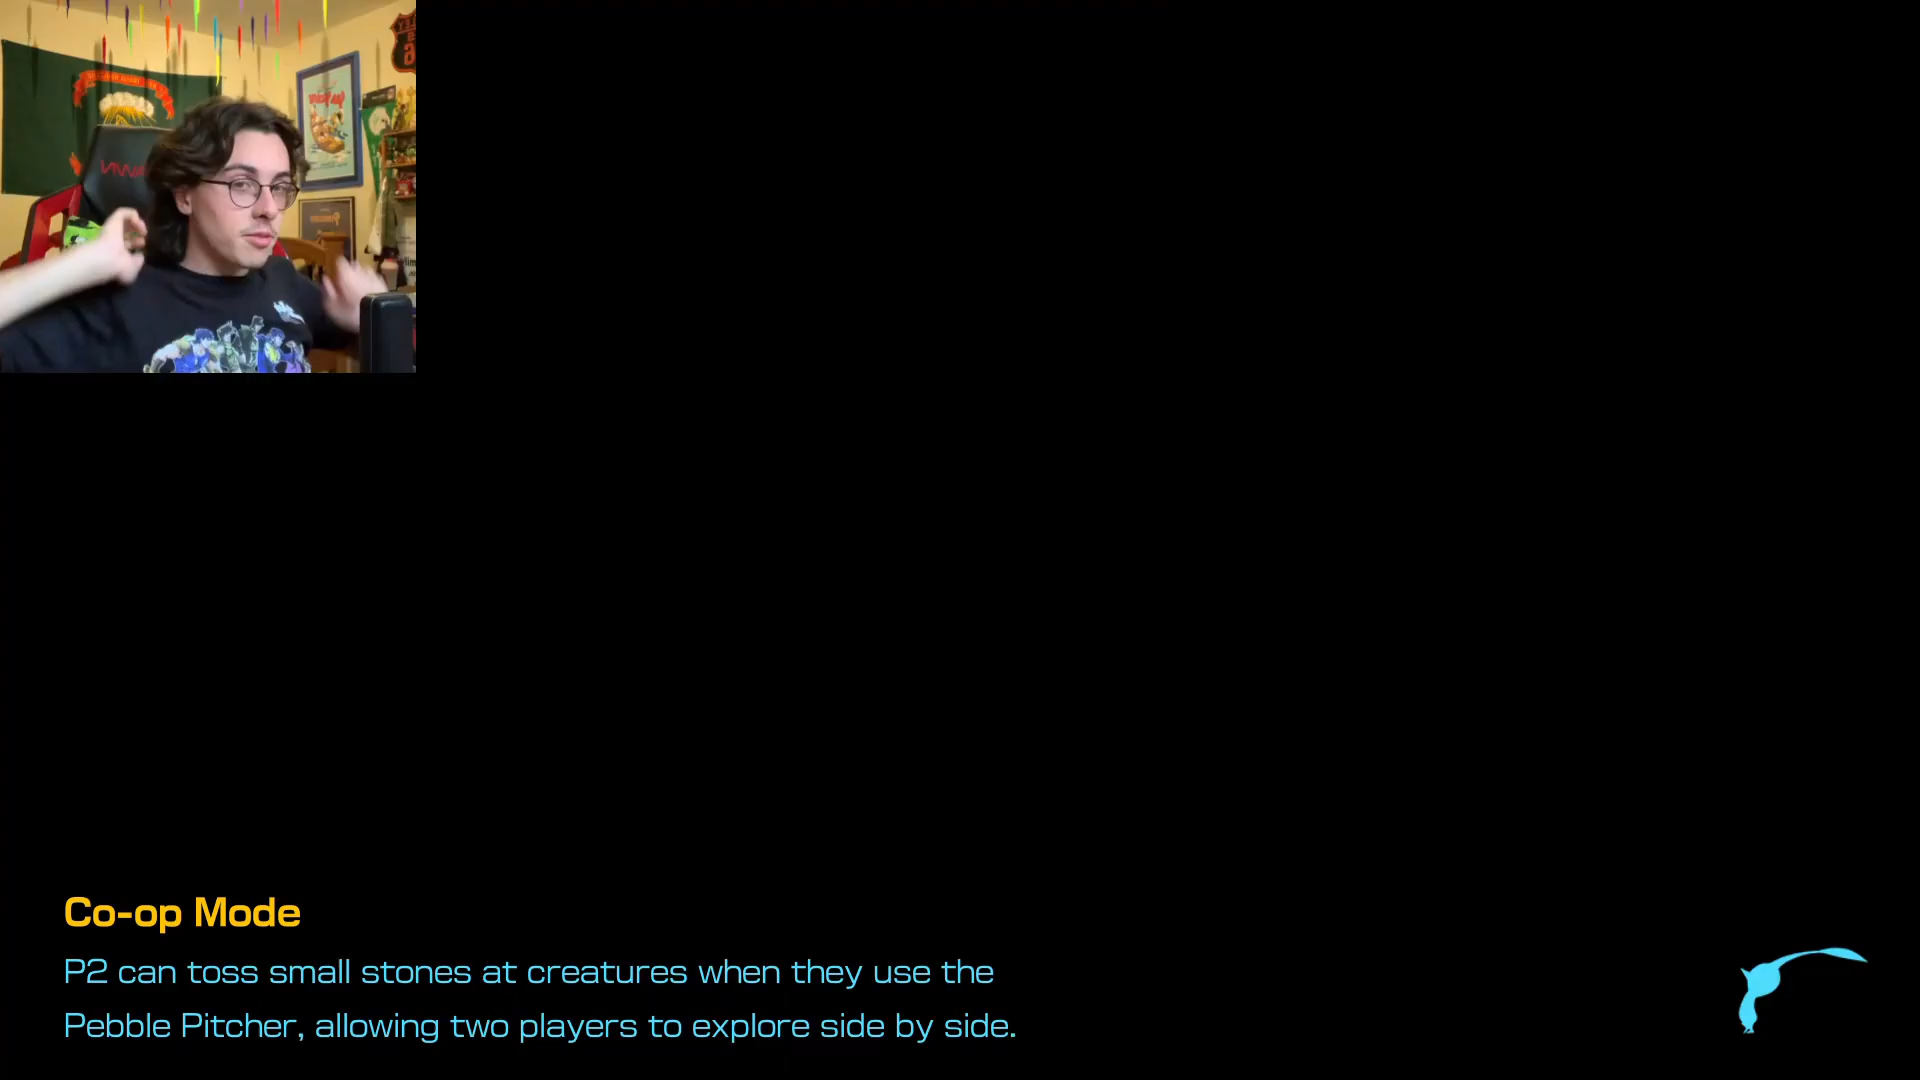 Co-op Mode
P2 can toss small stones at creatures when they use the
Pebble Pitcher, allowing two players to explore side by side.